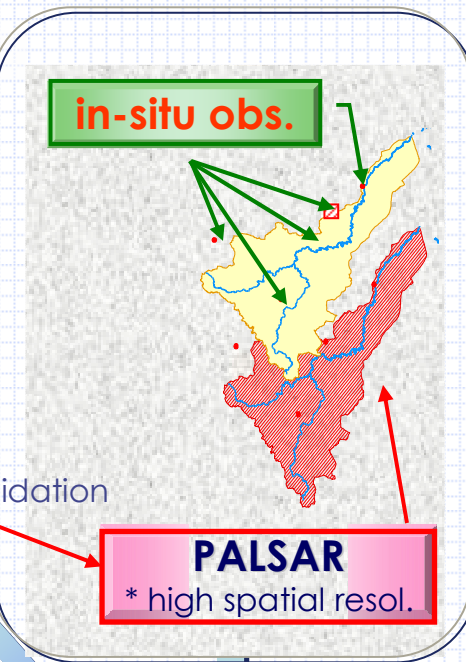 in-situ obs.
idation
PALSAR
* high spatial resol.